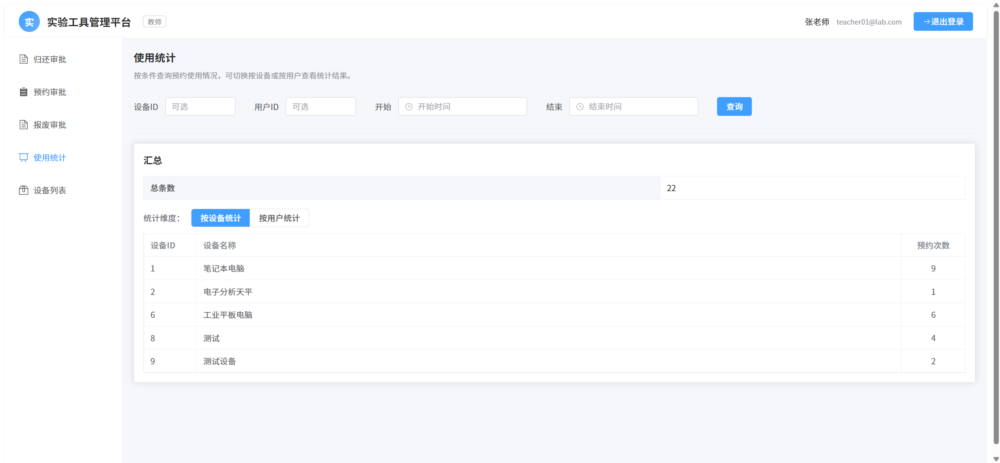 实 实验工具管理平台 教师 张老师 teacher01@lab.com →退出登录
归还审批
预约审批
报废审批
使用统计
设备列表
使用统计
按条件查询预约使用情况，可切换按设备或按用户查看统计结果。
设备ID 可选 用户ID 可选 开始 开始时间 结束 结束时间 查询
汇总
总条数 22
统计维度： 按设备统计 按用户统计
设备ID 设备名称 预约次数
1 笔记本电脑 9
2 电子分析天平 1
6 工业平板电脑 6
8 测试 4
9 测试设备 2